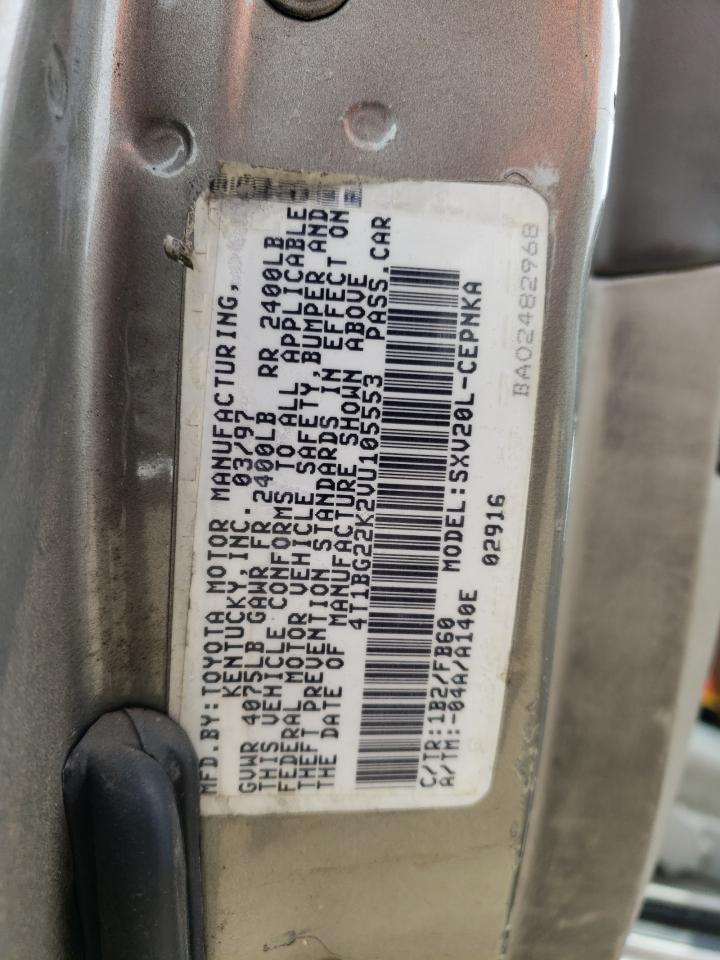 MFD.BY:TOYOTA MOTOR MANUFACTURING,
KENTUCKY,INC. 03/97
GVWR 4075LB GAWR FR 2400LB RR 2400LB
THIS VEHICLE CONFORMS TO ALL APPLICABLE
FEDERAL MOTOR VEHICLE SAFETY,BUMPER AND
THEFT PREVENTION STANDARDS IN EFFECT ON
THE DATE OF MANUFACTURE SHOWN ABOVE
4T1BG22K2VU105553 PASS.CAR
C/TR:1B2/FB60 MODEL:SXV20L-CEPNKA
A/TM:-04A/A140E 02916
BA02482968